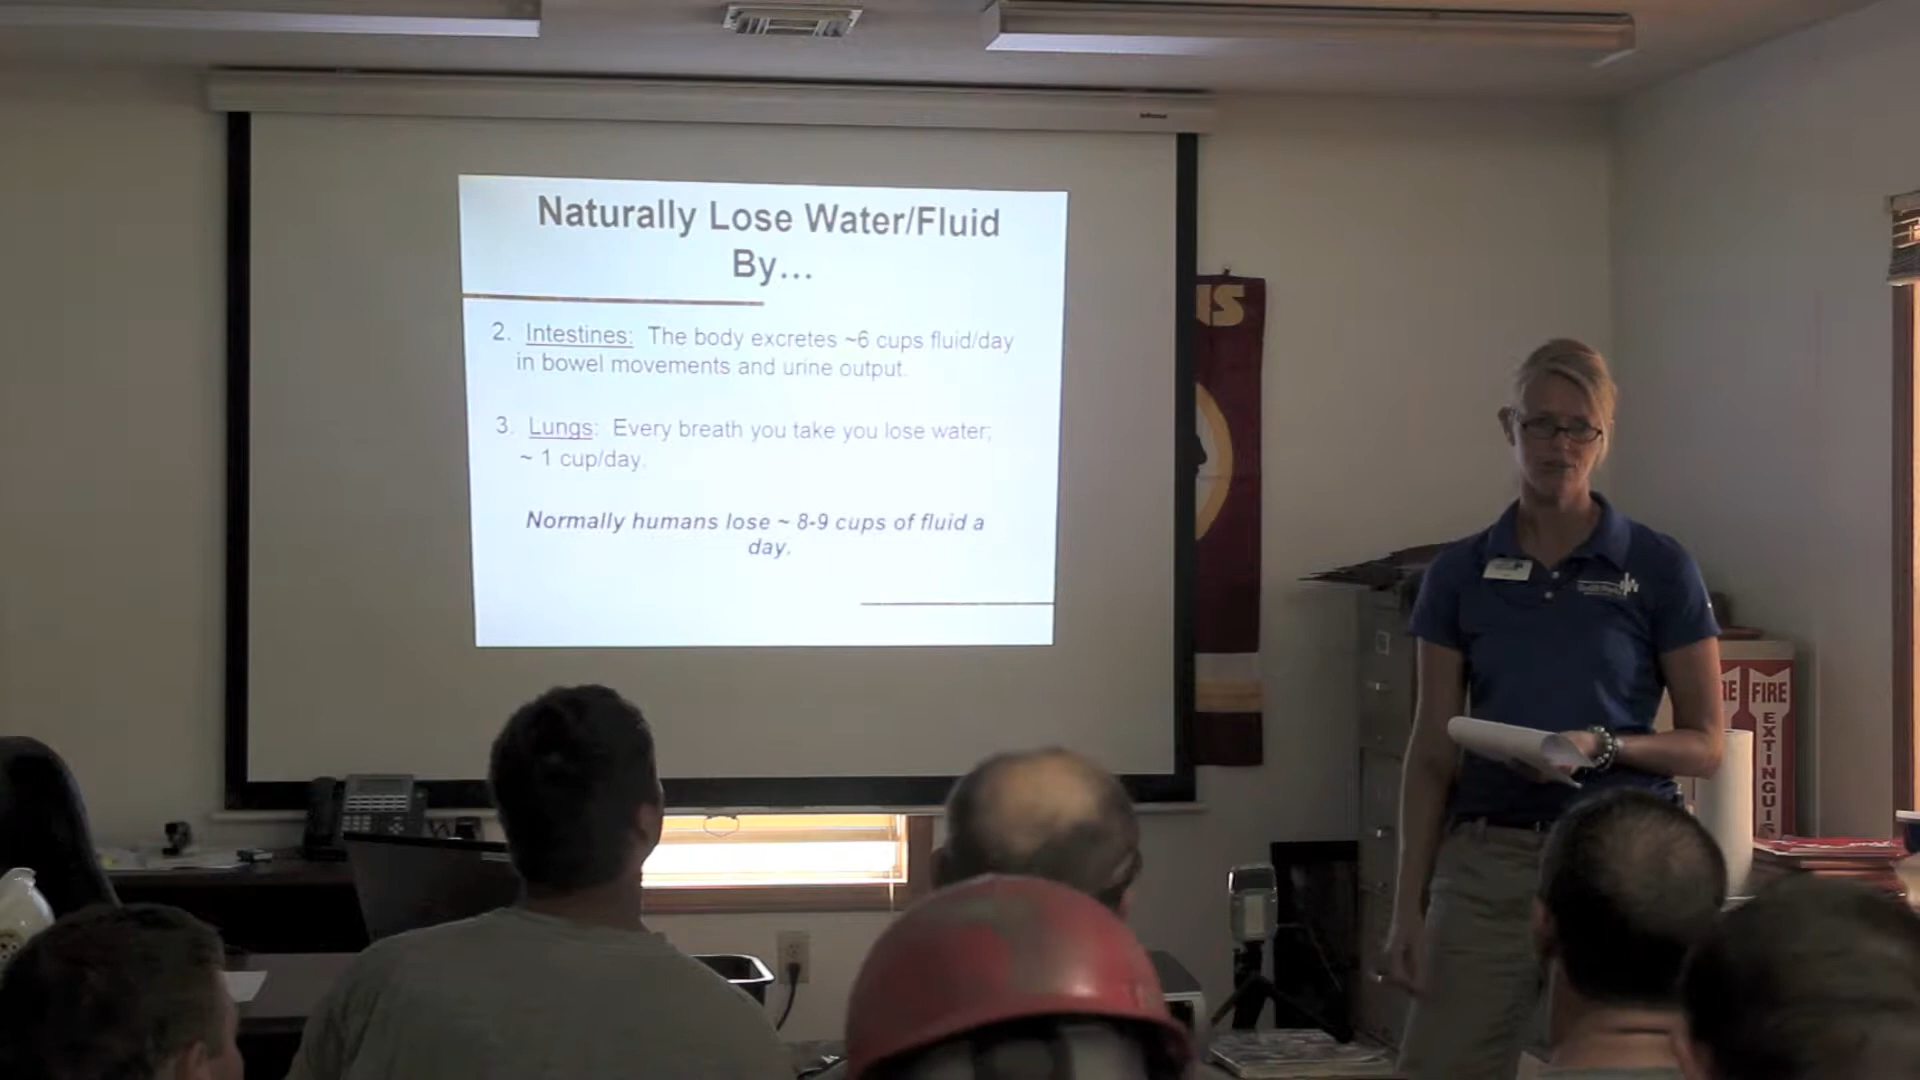 Naturally Lose Water/Fluid
By...
2. Intestines: The body excretes ~6 cups fluid/day
in bowel movements and urine output.
3. Lungs: Every breath you take you lose water;
~ 1 cup/day.
Normally humans lose ~ 8-9 cups of fluid a
day.
NS
RE
FIRE
EXTINGUIS